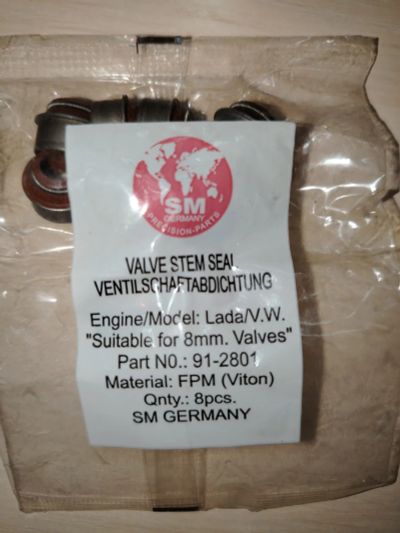 SM
GERMANY
PRECISION-PARTS
VALVE STEM SEAL
VENTILSCHAFTABDICHTUNG
Engine/Model: Lada/V.W.
"Suitable for 8mm. Valves"
Part N0.: 91-2801
Material: FPM (Viton)
Qnty.: 8pcs.
SM GERMANY